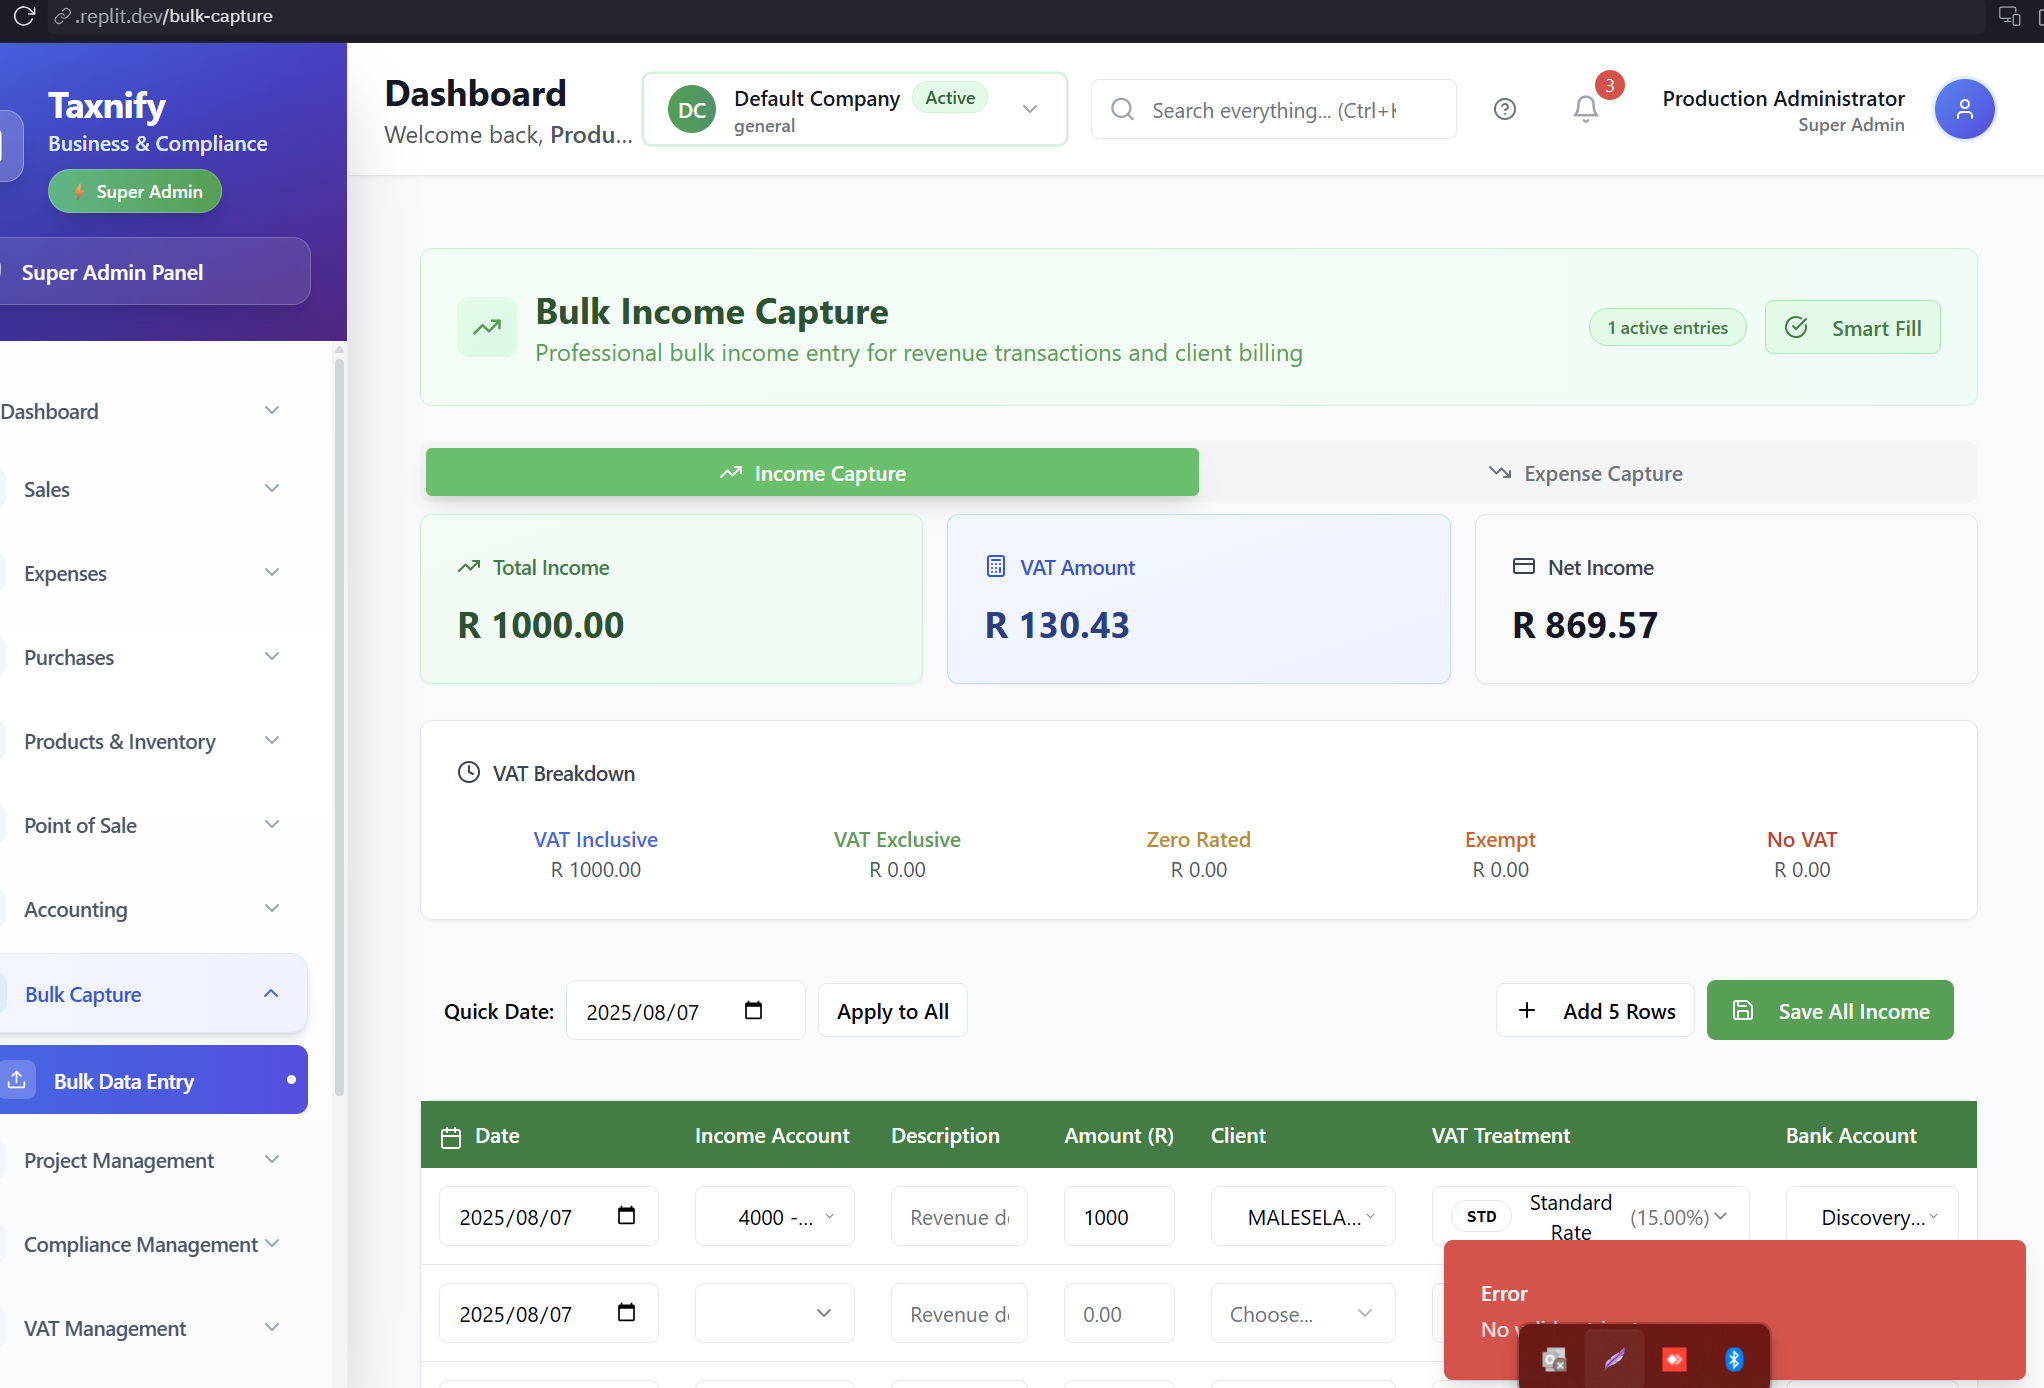 .replit.dev/bulk-capture
Taxnify
Business & Compliance
Super Admin
Super Admin Panel
Dashboard
Sales
Expenses
Purchases
Products & Inventory
Point of Sale
Accounting
Bulk Capture
Bulk Data Entry
Project Management
Compliance Management
VAT Management
Dashboard
Welcome back, Produ...
DC
Default Company
Active
general
Search everything... (Ctrl+
3
Production Administrator
Super Admin
Bulk Income Capture
Professional bulk income entry for revenue transactions and client billing
1 active entries
Smart Fill
Income Capture
Expense Capture
Total Income
R 1000.00
VAT Amount
R 130.43
Net Income
R 869.57
VAT Breakdown
VAT Inclusive
R 1000.00
VAT Exclusive
R 0.00
Zero Rated
R 0.00
Exempt
R 0.00
No VAT
R 0.00
Quick Date:
2025/08/07
Apply to All
Add 5 Rows
Save All Income
Date Income Account Description Amount (R) Client VAT Treatment Bank Account
2025/08/07 4000 -... Revenue d 1000 MALESELA... STD Standard Rate (15.00%) Discovery...
2025/08/07 Revenue d 0.00 Choose...
Error
No